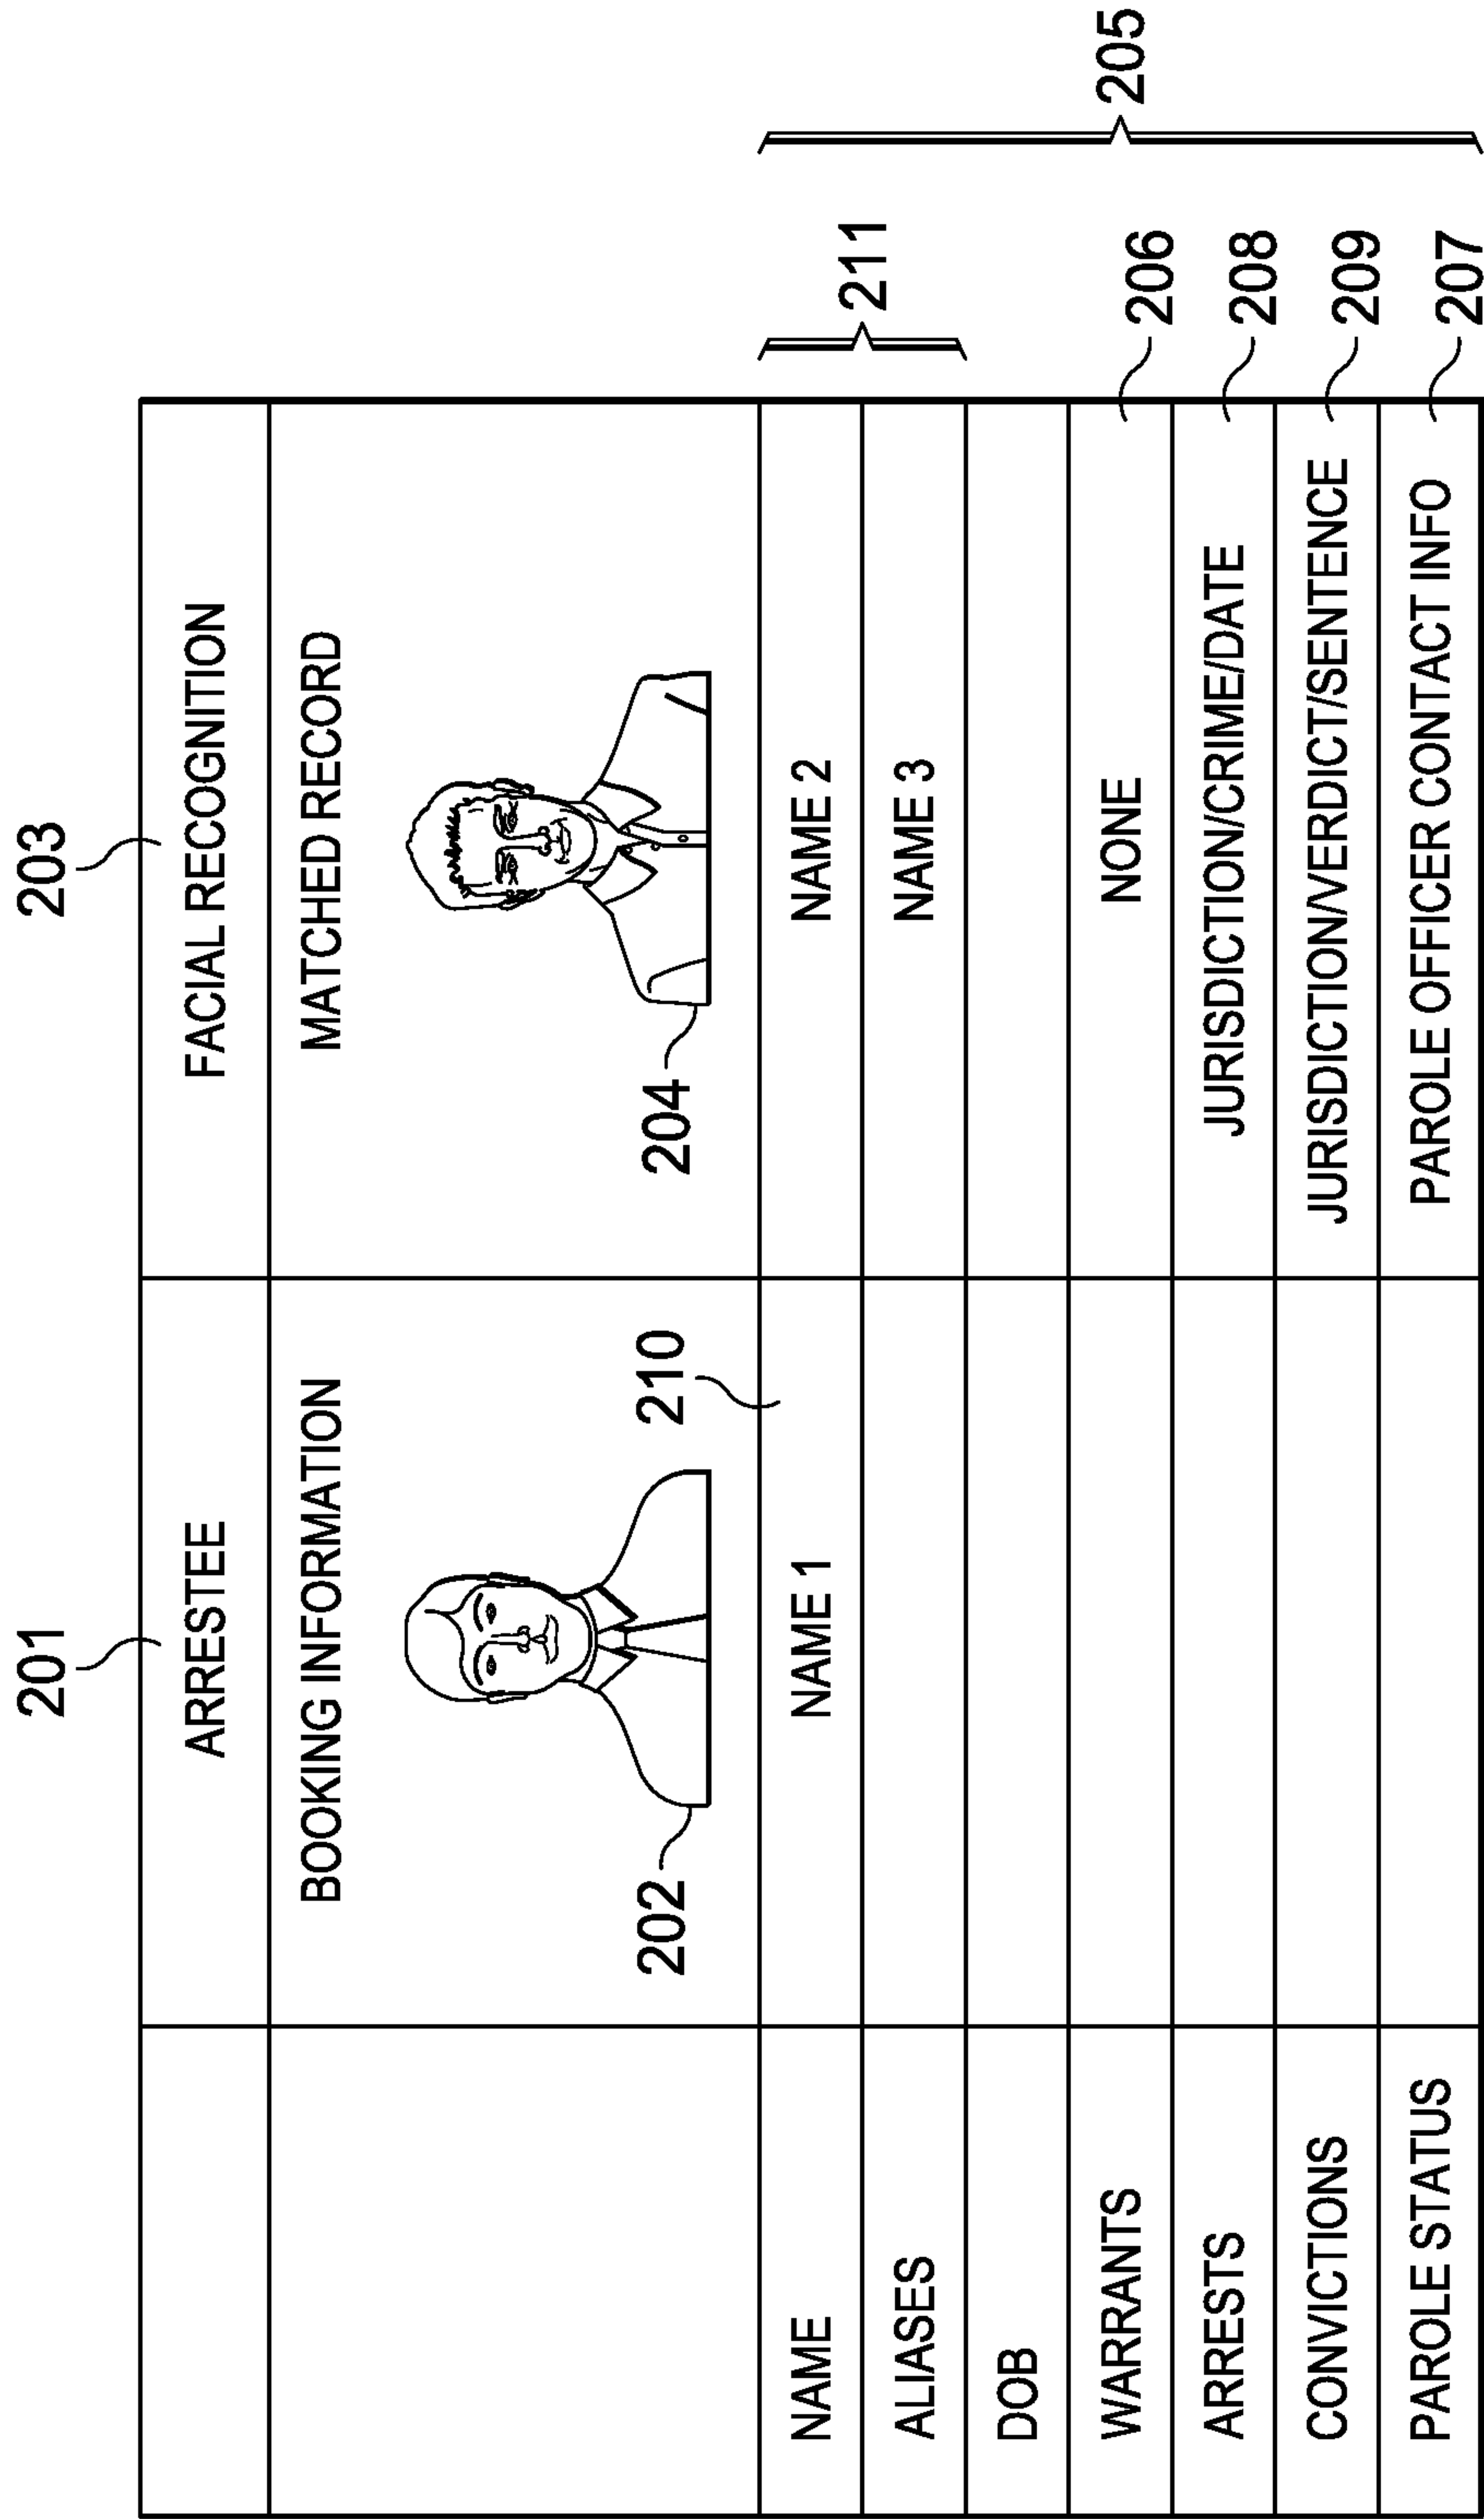 201
203
ARRESTEE
FACIAL RECOGNITION
BOOKING INFORMATION
MATCHED RECORD
202
210
204
NAME
NAME 1
NAME 2
211
ALIASES
NAME 3
DOB
205
WARRANTS
NONE
206
ARRESTS
JURISDICTION/CRIME/DATE
208
CONVICTIONS
JURISDICTION/VERDICT/SENTENCE
209
PAROLE STATUS
PAROLE OFFICER CONTACT INFO
207